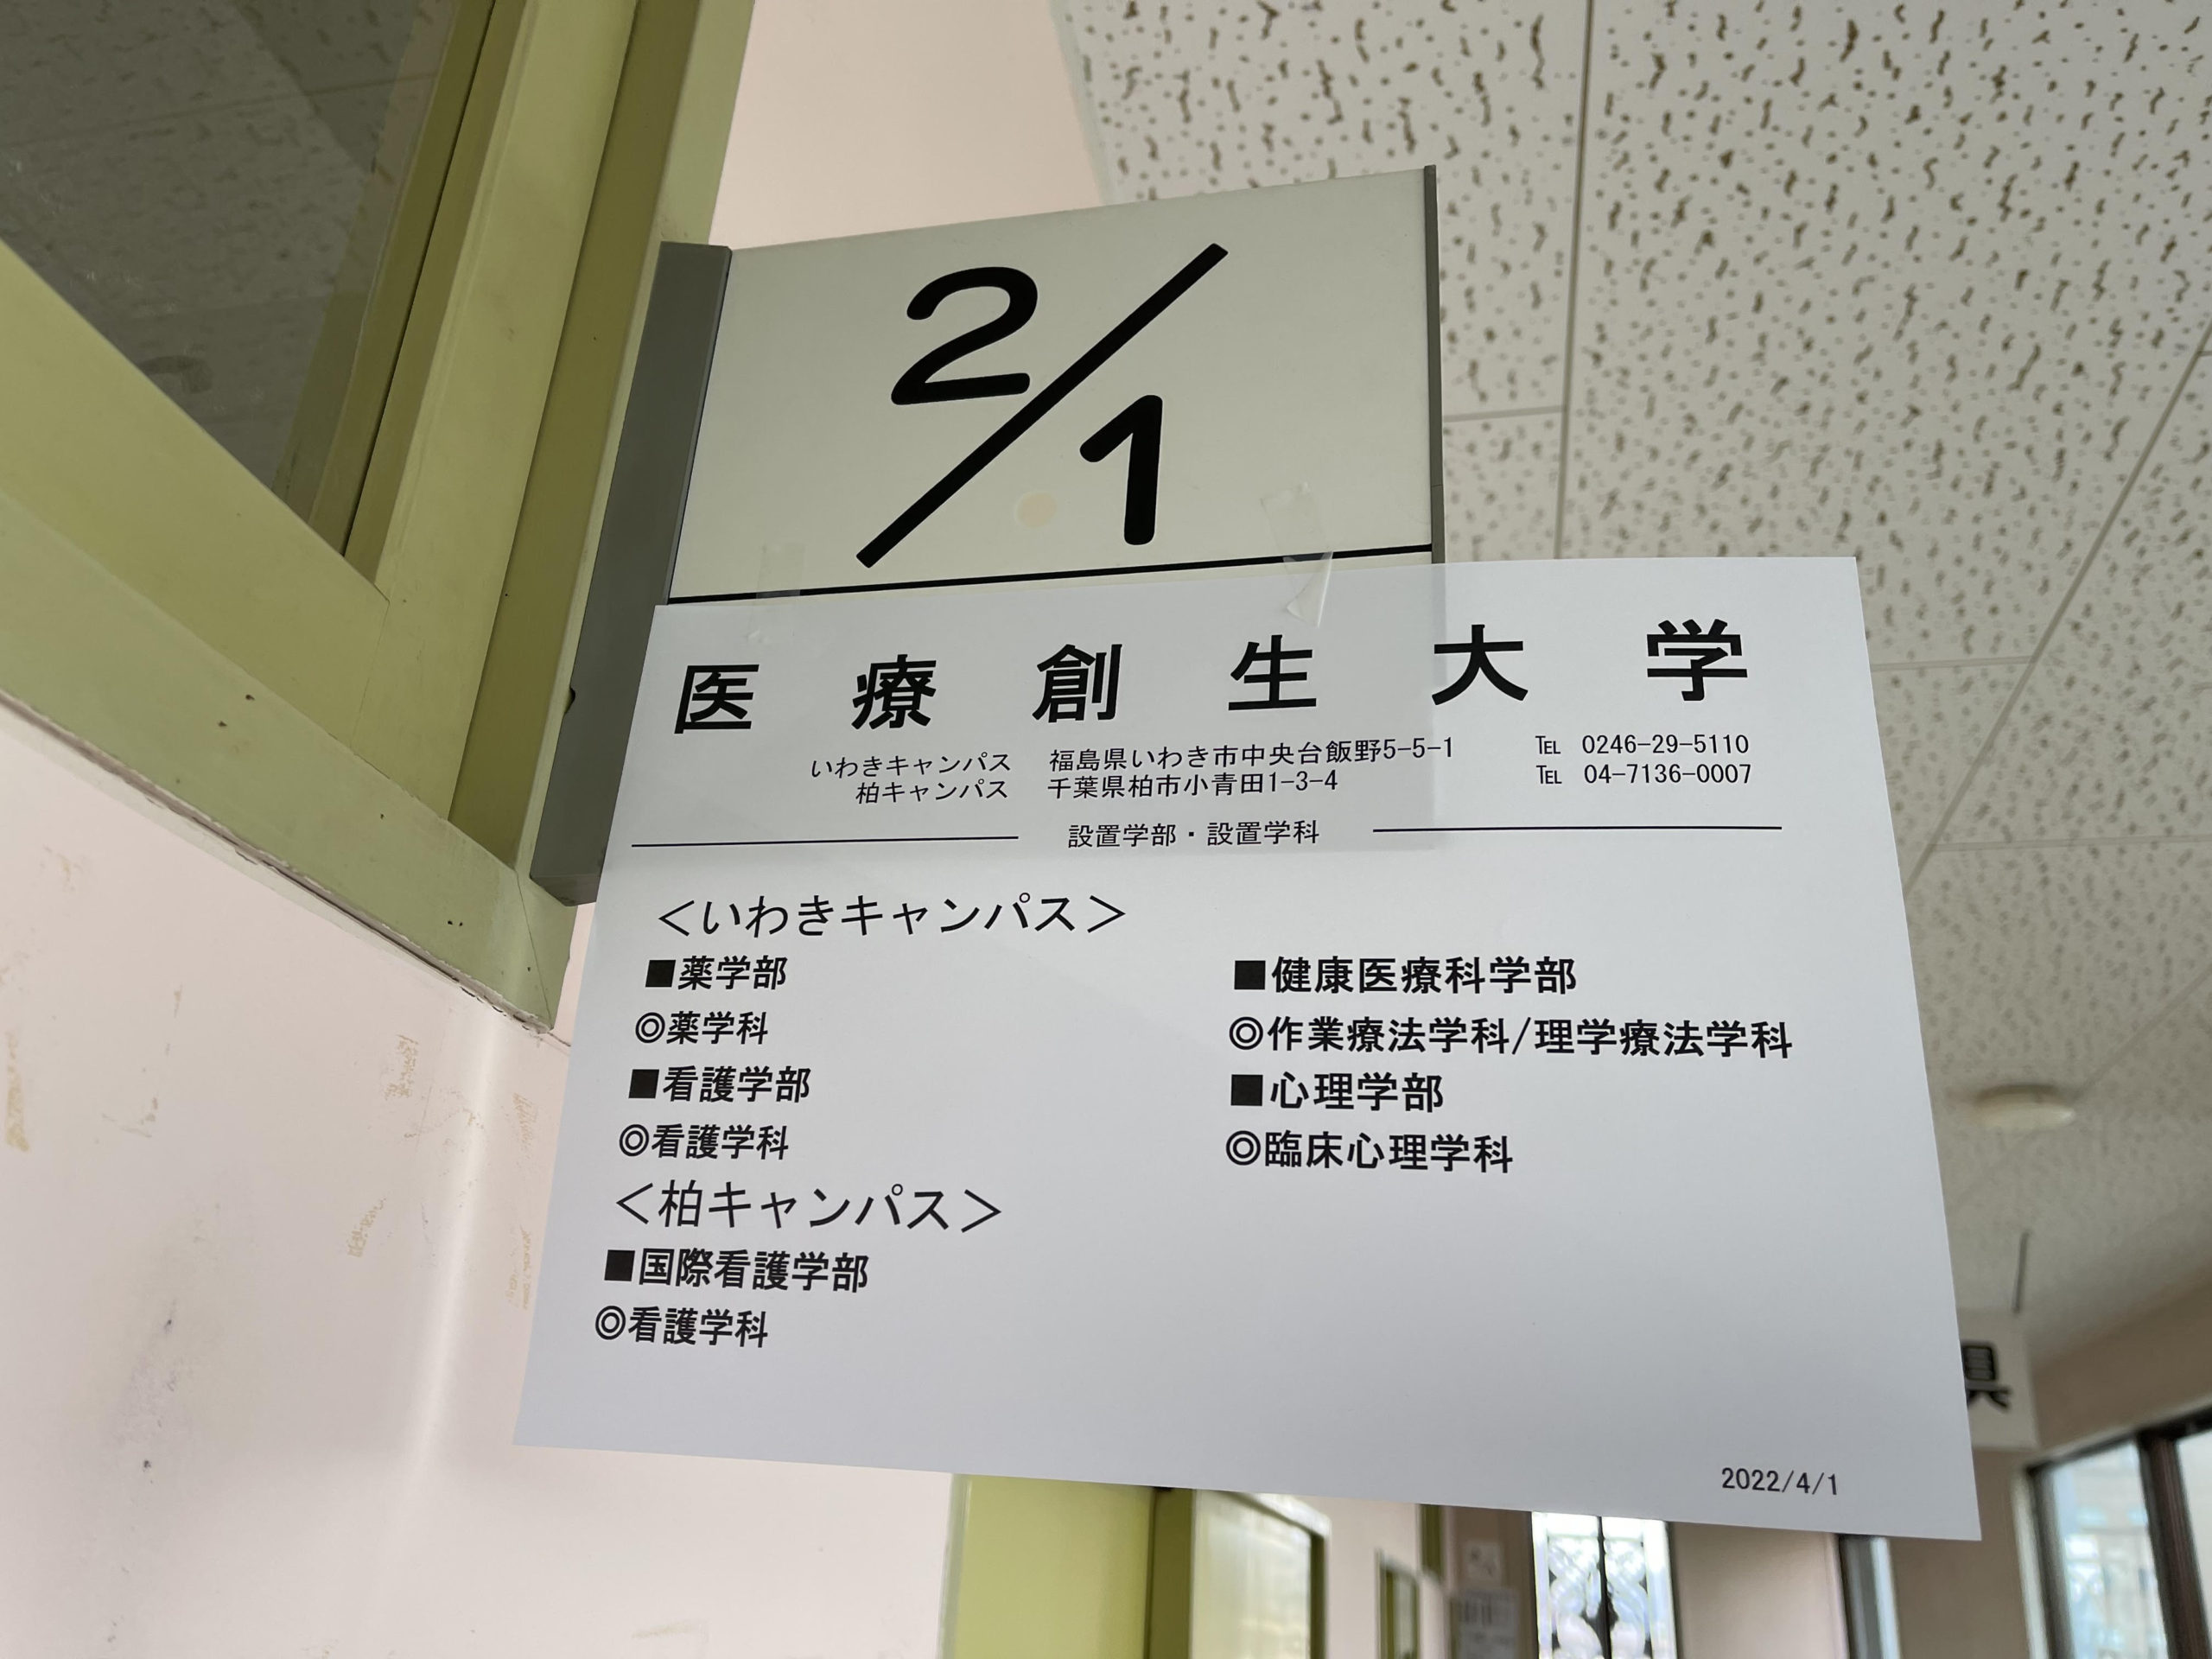 2/1
医療創生大学
いわきキャンパス 福島県いわき市中央台飯野5-5-1 ℡ 0246-29-5110
柏キャンパス 千葉県柏市小青田1-3-4 ℡ 04-7136-0007
設置学部・設置学科
＜いわきキャンパス＞
■薬学部 ■健康医療科学部
◎薬学科 ◎作業療法学科/理学療法学科
■看護学部 ■心理学部
◎看護学科 ◎臨床心理学科
＜柏キャンパス＞
■国際看護学部
◎看護学科
2022/4/1